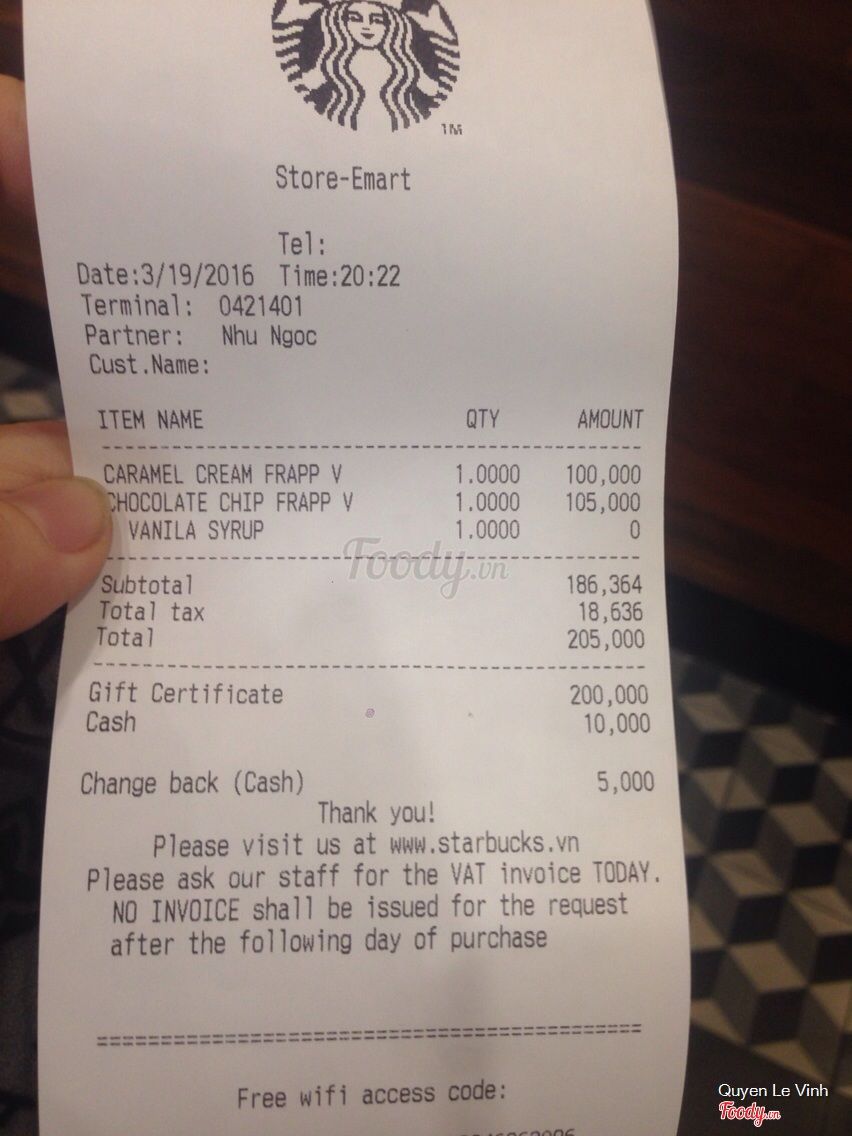 TM
Store-Emart
Tel:
Date:3/19/2016 Time:20:22
Terminal: 0421401
Partner: Nhu Ngoc
Cust.Name:
ITEM NAME QTY AMOUNT
CARAMEL CREAM FRAPP V 1.0000 100,000
CHOCOLATE CHIP FRAPP V 1.0000 105,000
VANILA SYRUP 1.0000 0
Foody.vn
Subtotal 186,364
Total tax 18,636
Total 205,000
Gift Certificate 200,000
Cash 10,000
Change back (Cash) 5,000
Thank you!
Please visit us at www.starbucks.vn
Please ask our staff for the VAT invoice TODAY.
NO INVOICE shall be issued for the request
after the following day of purchase
Free wifi access code:
Quyen Le Vinh
Foody.vn